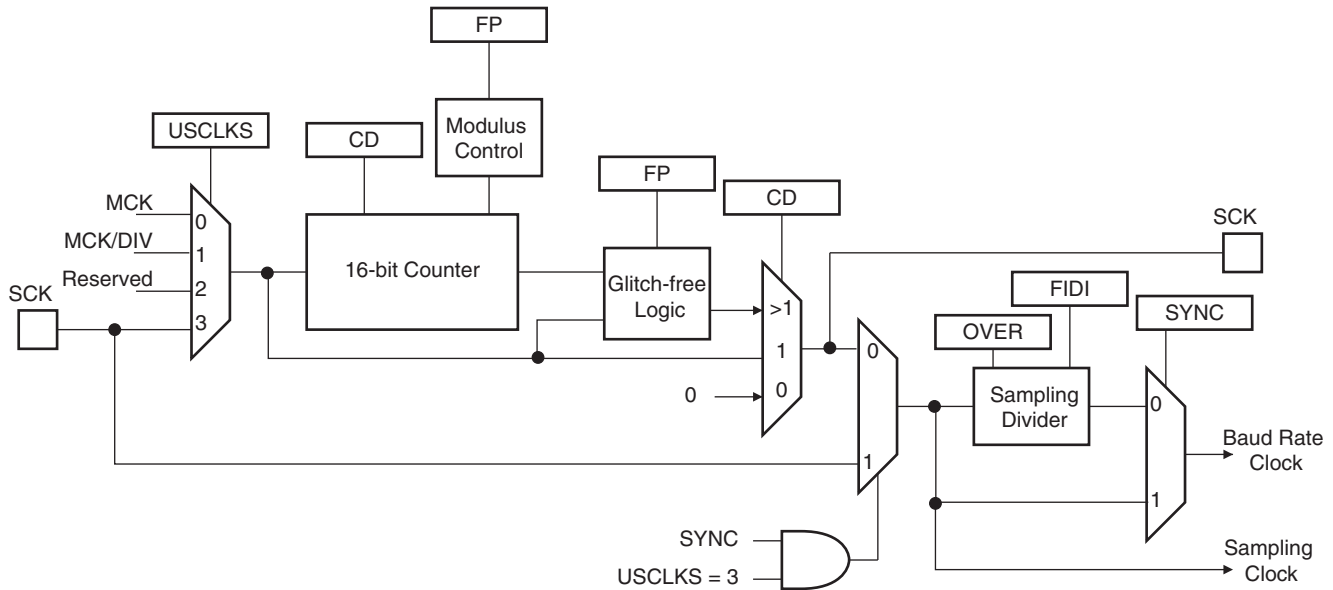 FP
USCLKS
CD
Modulus
Control
FP
CD
SCK
MCK
0
MCK/DIV
1
16-bit Counter
Reserved
2
SCK
3
Glitch-free
Logic
>1
1
0
0
FIDI
OVER
SYNC
0
Sampling
Divider
0
Baud Rate
Clock
1
1
SYNC
USCLKS = 3
Sampling
Clock